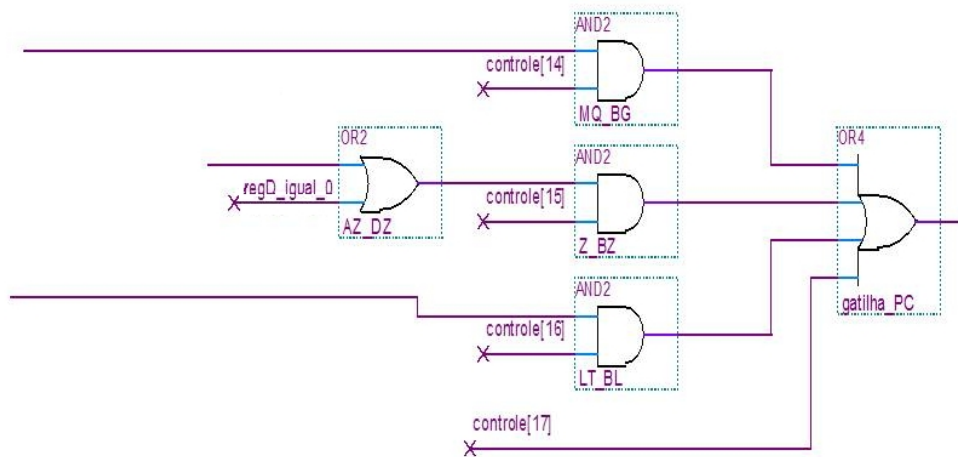 AND2
controle[14]
MQ_BG
OR2
regD_igual_0
AZ_DZ
AND2
controle[15]
Z_BZ
OR4
gatilha_PC
AND2
controle[16]
LT_BL
controle[17]